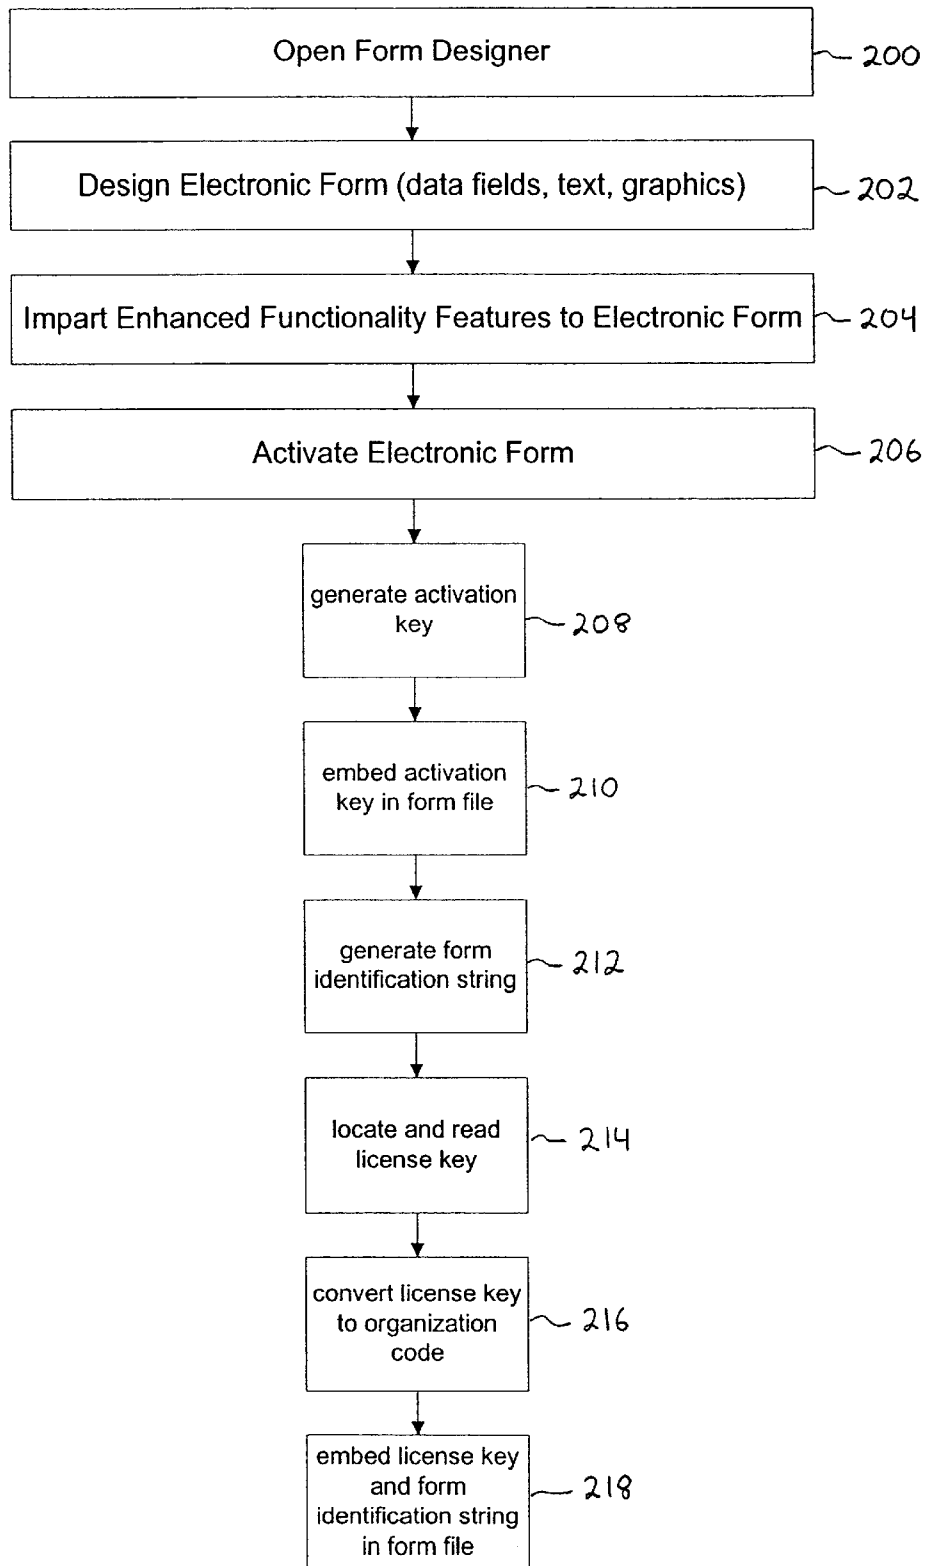 Open Form Designer
200
Design Electronic Form (data fields, text, graphics)
202
Impart Enhanced Functionality Features to Electronic Form
204
Activate Electronic Form
206
generate activation
key
208
embed activation
key in form file
210
generate form
identification string
212
locate and read
license key
214
convert license key
to organization
code
216
embed license key
and form
identification string
in form file
218